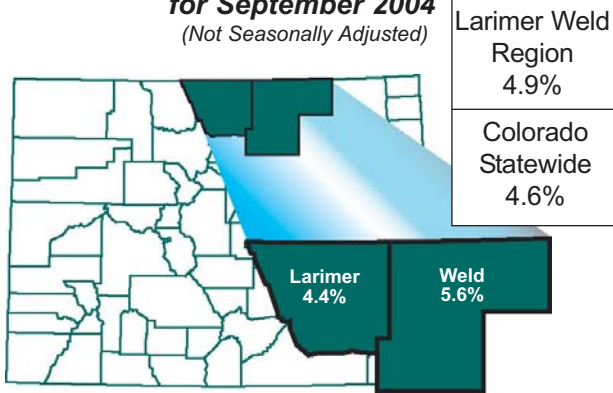 for September 2004
(Not Seasonally Adjusted)
Larimer Weld
Region
4.9%
Colorado
Statewide
4.6%
Larimer
4.4%
Weld
5.6%